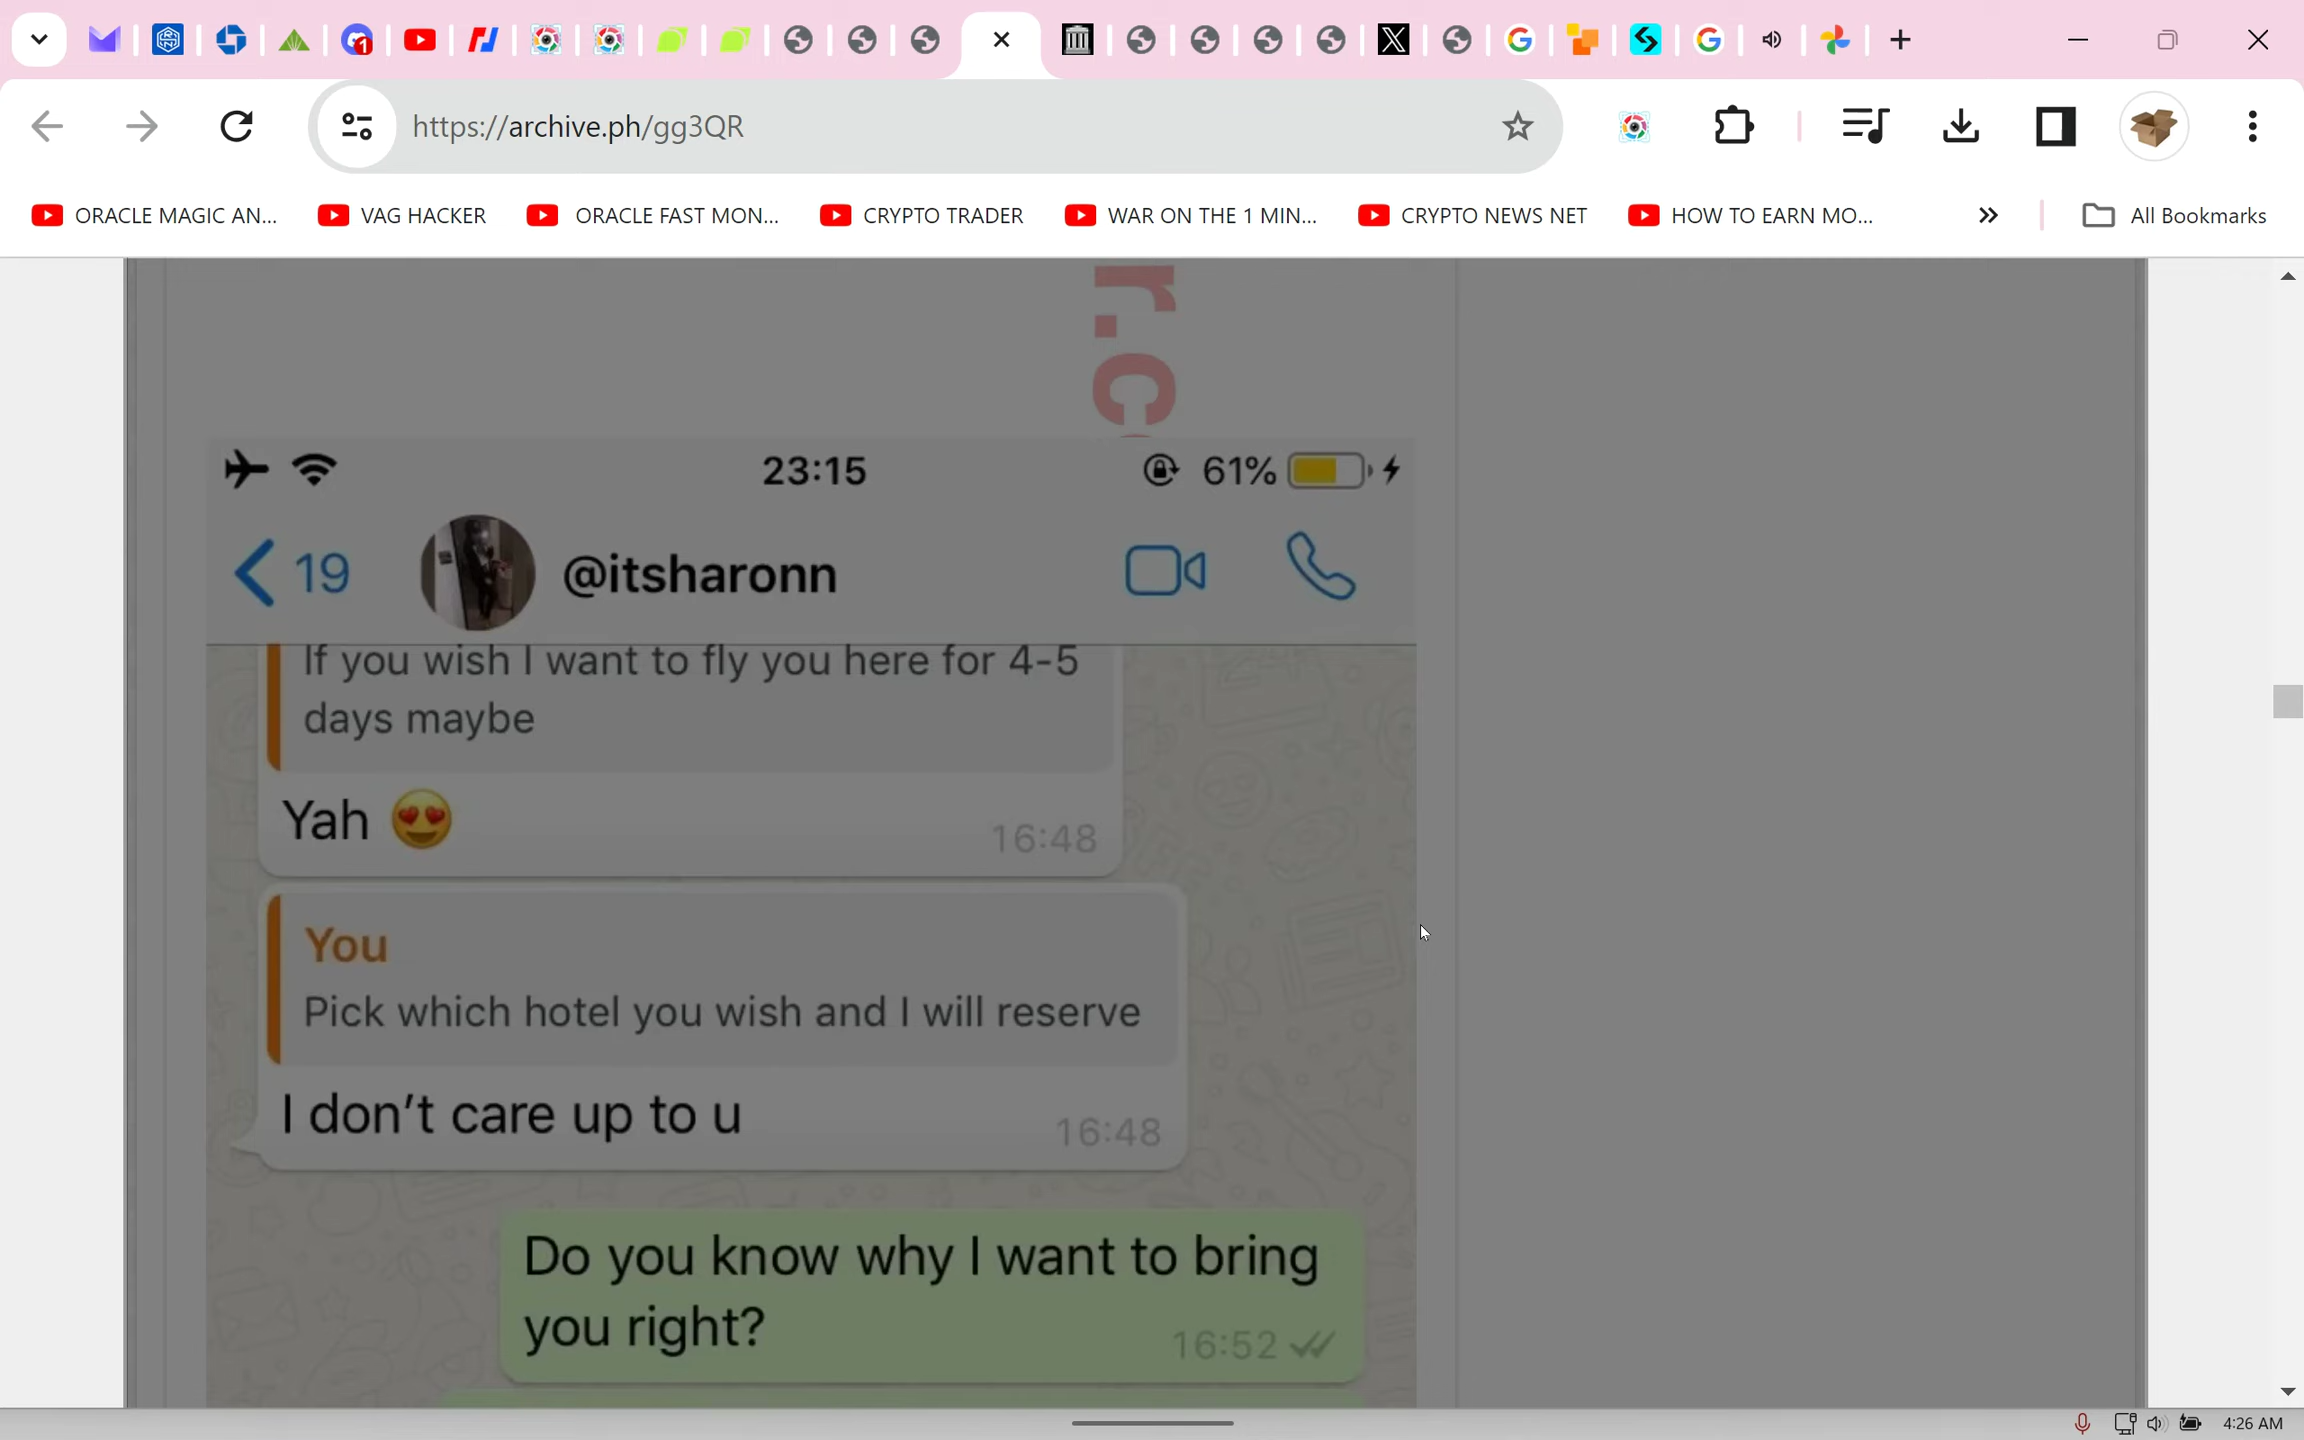 1
https://archive.ph/gg3QR
ORACLE MAGIC AN...
VAG HACKER
ORACLE FAST MON...
CRYPTO TRADER
WAR ON THE 1 MIN...
CRYPTO NEWS NET
HOW TO EARN MO...
»
All Bookmarks
r.c
23:15
61%
19
@itsharonn
If you wish I want to fly you here for 4-5
days maybe
Yah 😍
16:48
You
Pick which hotel you wish and I will reserve
I don't care up to u
16:48
Do you know why I want to bring
you right?
16:52
4:26 AM